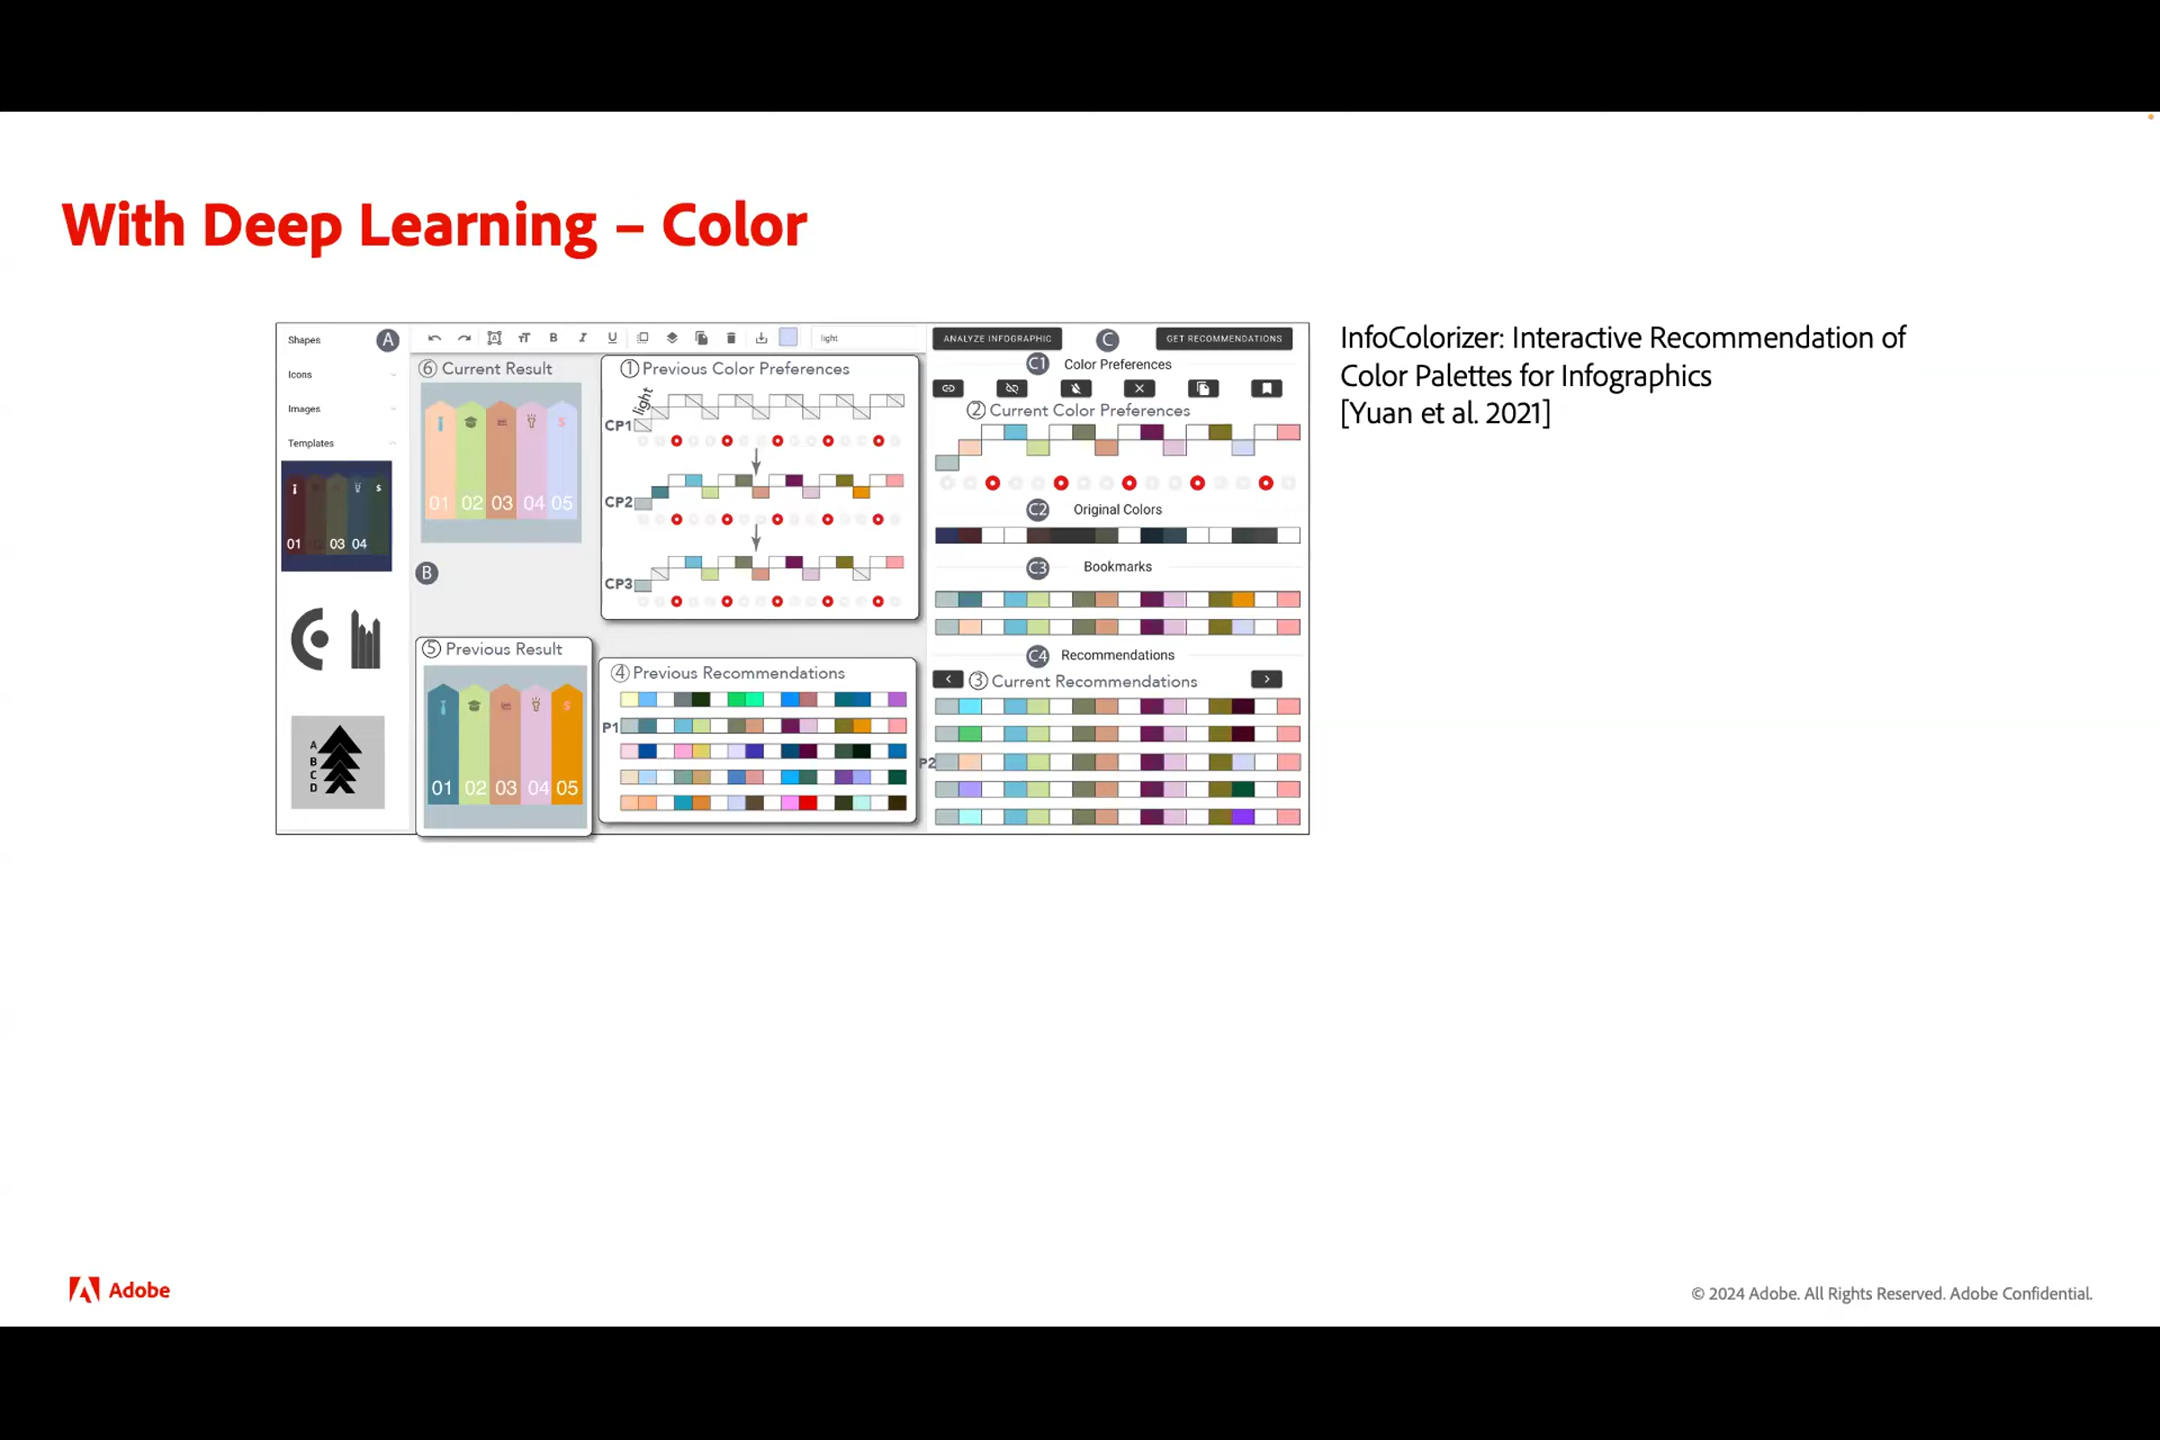 With Deep Learning – Color
Shapes
A
Icons
Images
Templates
01 03 04
A
B
C
D
B I U
light
⑥ Current Result
01 02 03 04 05
B
⑤ Previous Result
01 02 03 04 05
① Previous Color Preferences
light
CP1
CP2
CP3
④ Previous Recommendations
P1
ANALYZE INFOGRAPHIC
C
GET RECOMMENDATIONS
C1 Color Preferences
② Current Color Preferences
C2 Original Colors
C3 Bookmarks
C4 Recommendations
③ Current Recommendations
P2
InfoColorizer: Interactive Recommendation of
Color Palettes for Infographics
[Yuan et al. 2021]
Adobe
© 2024 Adobe. All Rights Reserved. Adobe Confidential.